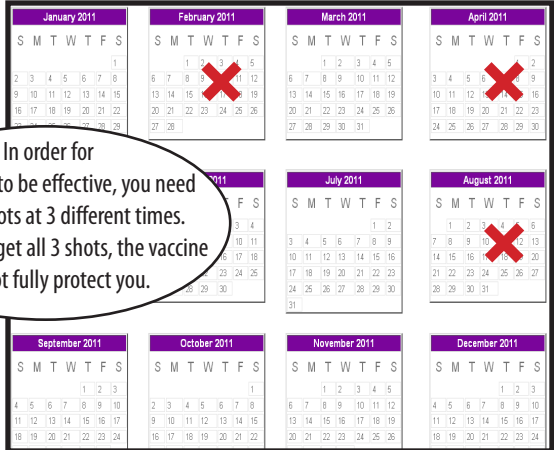 January 2011
S M T W T F S
1
2 3 4 5 6 7 8
9 10 11 12 13 14 15
16 17 18 19 20 21 22
February 2011
S M T W T F S
1 2 3 4 5
6 7 8 11 12
13 14 15 18 19
20 21 22 23 24 25 26
27 28
March 2011
S M T W T F S
1 2 3 4 5
6 7 8 9 10 11 12
13 14 15 16 17 18 19
20 21 22 23 24 25 26
27 28 29 30 31
April 2011
S M T W T F S
2
3 4 5 6 9
10 11 12 13 16
17 18 19 20 21 22 23
24 25 26 27 28 29 30
In order for
to be effective, you need
ots at 3 different times.
get all 3 shots, the vaccine
t fully protect you.
011
F S
3 4
10 11
17 18
23 24 25
28 29 30
July 2011
S M T W T F S
1 2
3 4 5 6 7 8 9
10 11 12 13 14 15 16
17 18 19 20 21 22 23
24 25 26 27 28 29 30
31
August 2011
S M T W T F S
1 2 3 6
7 8 9 10 13
14 15 16 19 20
21 22 23 24 25 26 27
28 29 30 31
September 2011
S M T W T F S
1 2 3
4 5 6 7 8 9 10
11 12 13 14 15 16 17
18 19 20 21 22 23 24
October 2011
S M T W T F S
1
2 3 4 5 6 7 8
9 10 11 12 13 14 15
16 17 18 19 20 21 22
November 2011
S M T W T F S
1 2 3 4 5
6 7 8 9 10 11 12
13 14 15 16 17 18 19
20 21 22 23 24 25 26
December 2011
S M T W T F S
1 2 3
4 5 6 7 8 9 10
11 12 13 14 15 16 17
18 19 20 21 22 23 24